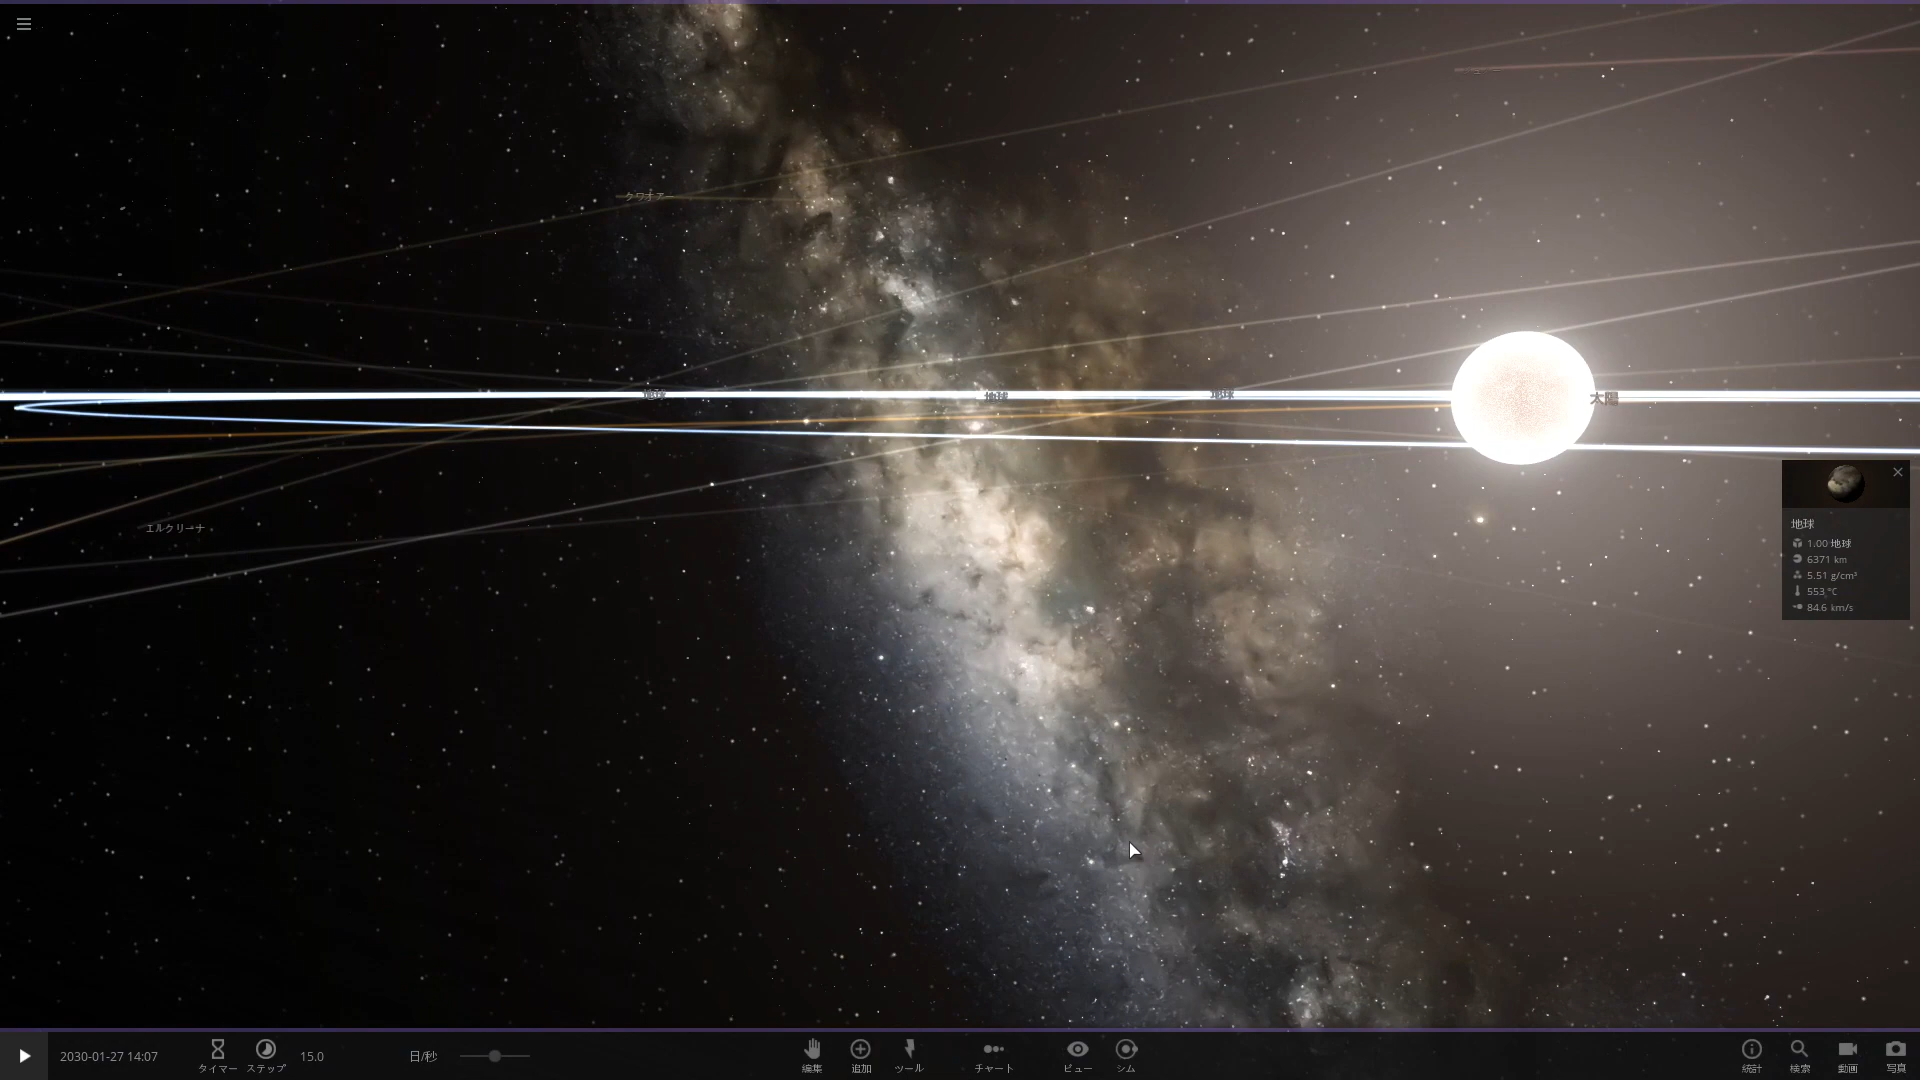 クワオアー
地球
地球
地球
太陽
エルクリーナ
地球
1.00 地球
6371 km
5.51 g/cm³
553 °C
84.6 km/s
2030-01-27 14:07
タイマー
ステップ
15.0
日/秒
編集
追加
ツール
チャート
ビュー
シム
統計
検索
動画
写真